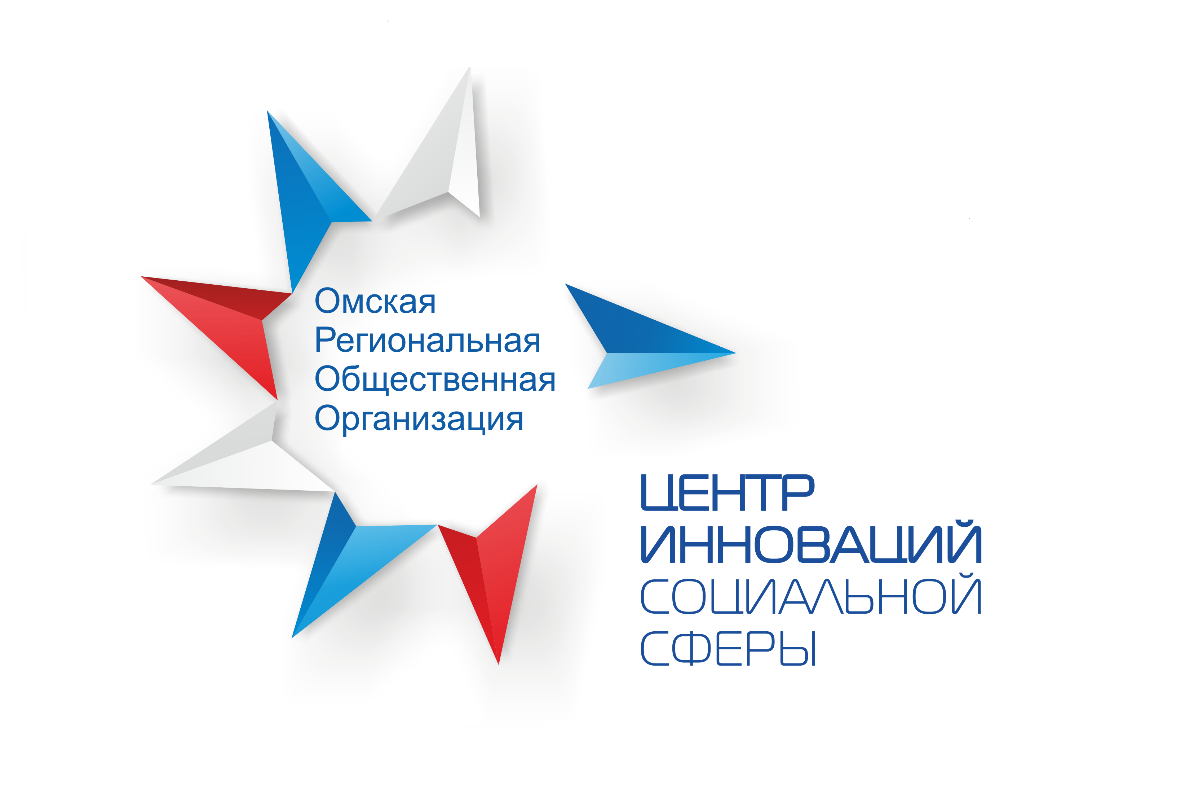 Омская
Региональная
Общественная
Организация
ЦЕНТР
ИННОВАЦИЙ
СОЦИАЛЬНОЙ
СФЕРЫ